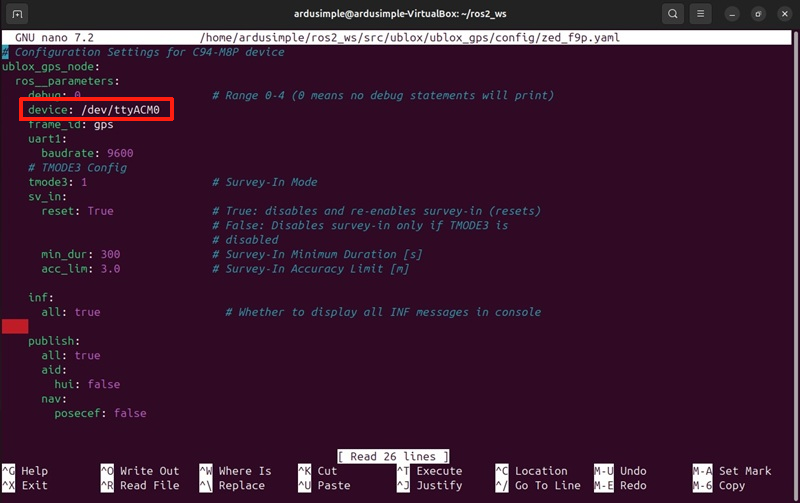 ardusimple@ardusimple-VirtualBox: ~/ros2_ws
GNU nano 7.2 /home/ardusimple/ros2_ws/src/ublox/ublox_gps/config/zed_f9p.yaml
# Configuration Settings for C94-M8P device
ublox_gps_node:
  ros__parameters:
    debug: 0 # Range 0-4 (0 means no debug statements will print)
    device: /dev/ttyACM0
    frame_id: gps
    uart1:
      baudrate: 9600
    # TMODE3 Config
    tmode3: 1 # Survey-In Mode
    sv_in:
      reset: True # True: disables and re-enables survey-in (resets)
                  # False: Disables survey-in only if TMODE3 is
                  # disabled
      min_dur: 300 # Survey-In Minimum Duration [s]
      acc_lim: 3.0 # Survey-In Accuracy Limit [m]
    inf:
      all: true # Whether to display all INF messages in console
    publish:
      all: true
      aid:
        hui: false
      nav:
        posecef: false
[ Read 26 lines ]
^G Help ^O Write Out ^W Where Is ^K Cut ^T Execute ^C Location M-U Undo M-A Set Mark
^X Exit ^R Read File ^\ Replace ^U Paste ^J Justify ^/ Go To Line M-E Redo M-6 Copy